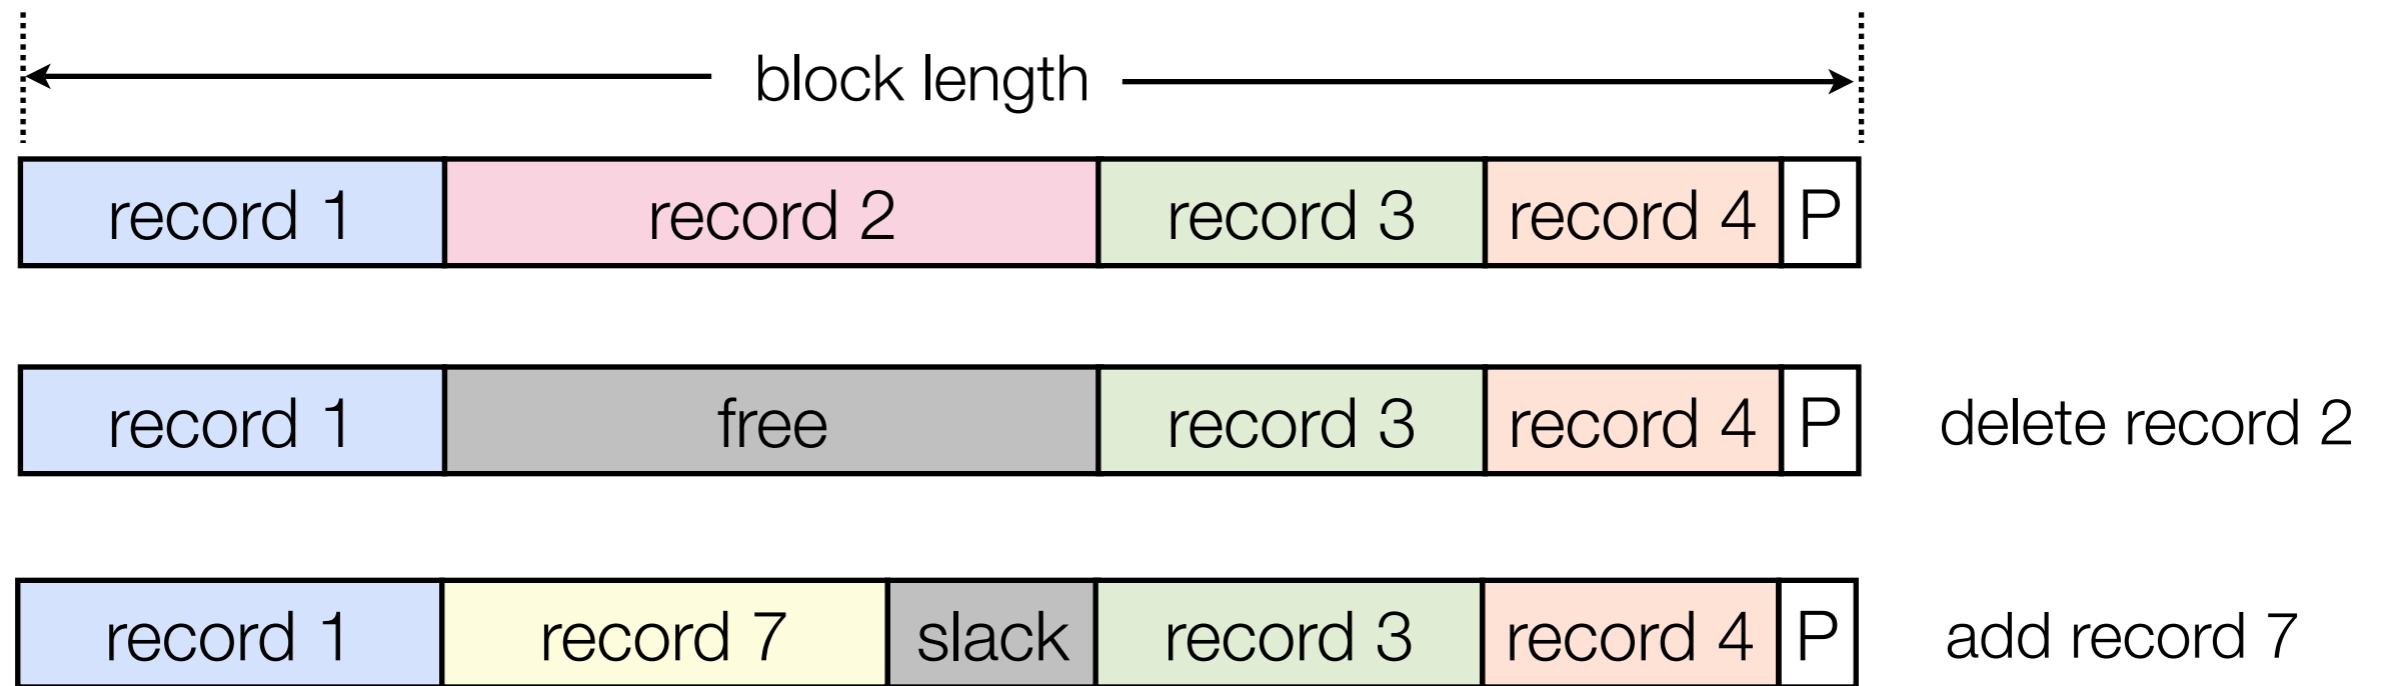 block length
record 1 record 2 record 3 record 4 P
record 1 free record 3 record 4 P delete record 2
record 1 record 7 slack record 3 record 4 P add record 7